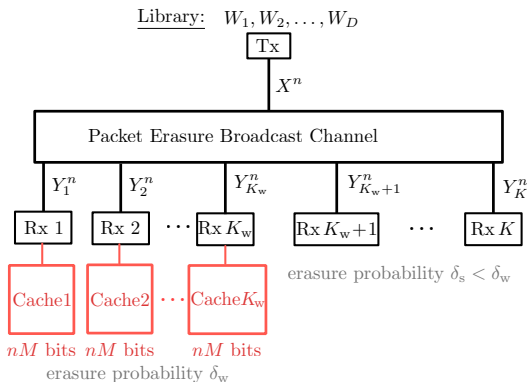 Library: W_1, W_2, ..., W_D
Tx
X^n
Packet Erasure Broadcast Channel
Y_1^n Y_2^n Y_{K_w}^n Y_{K_w+1}^n Y_K^n
Rx 1 Rx 2 ... Rx K_w Rx K_w+1 ... Rx K
erasure probability δ_s < δ_w
Cache1 Cache2 ... CacheK_w
nM bits nM bits nM bits
erasure probability δ_w